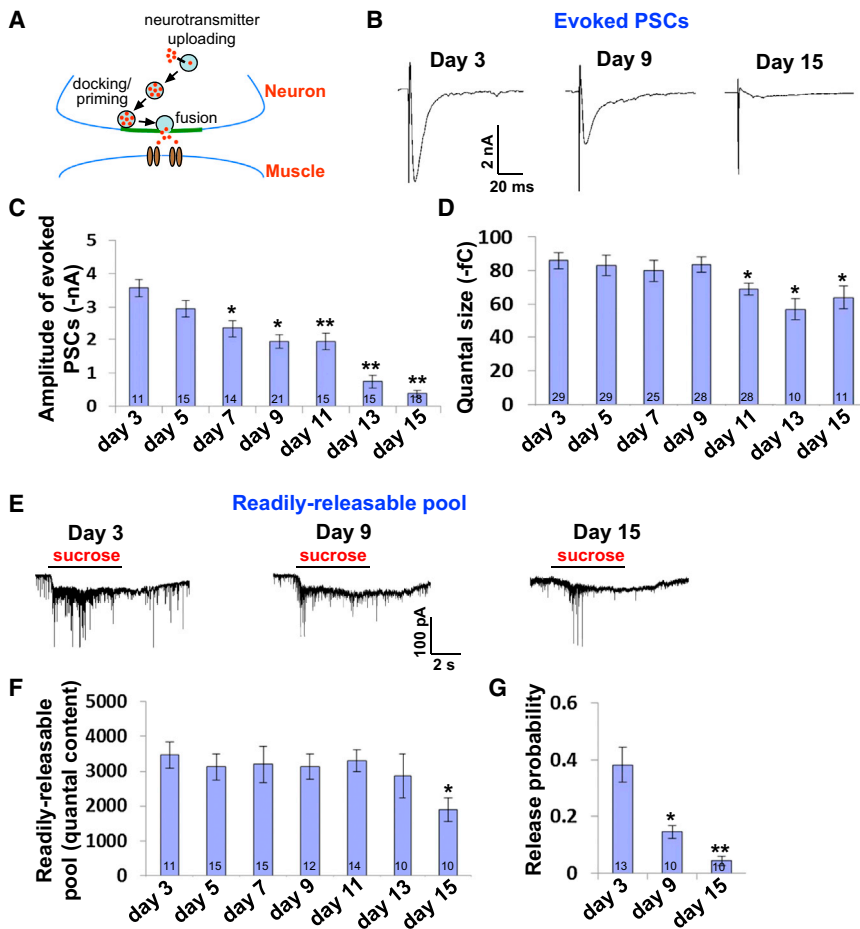 A
neurotransmitter
uploading
docking/
priming
Neuron
fusion
Muscle
B
Evoked PSCs
Day 3
Day 9
Day 15
2 nA
20 ms
C
Amplitude of evoked
PSCs (-nA)
5
4
3
2
1
0
*
*
**
**
**
11
15
14
21
15
15
18
day 3
day 5
day 7
day 9
day 11
day 13
day 15
D
Quantal size (-fC)
100
80
60
40
20
0
*
*
*
29
29
25
28
28
10
11
day 3
day 5
day 7
day 9
day 11
day 13
day 15
E
Readily-releasable pool
Day 3
sucrose
Day 9
sucrose
Day 15
sucrose
100 pA
2 s
F
Readily-releasable
pool (quantal content)
5000
4000
3000
2000
1000
0
*
11
15
15
12
14
10
10
day 3
day 5
day 7
day 9
day 11
day 13
day 15
G
Release probability
0.6
0.4
0.2
0
*
**
13
10
10
day 3
day 9
day 15